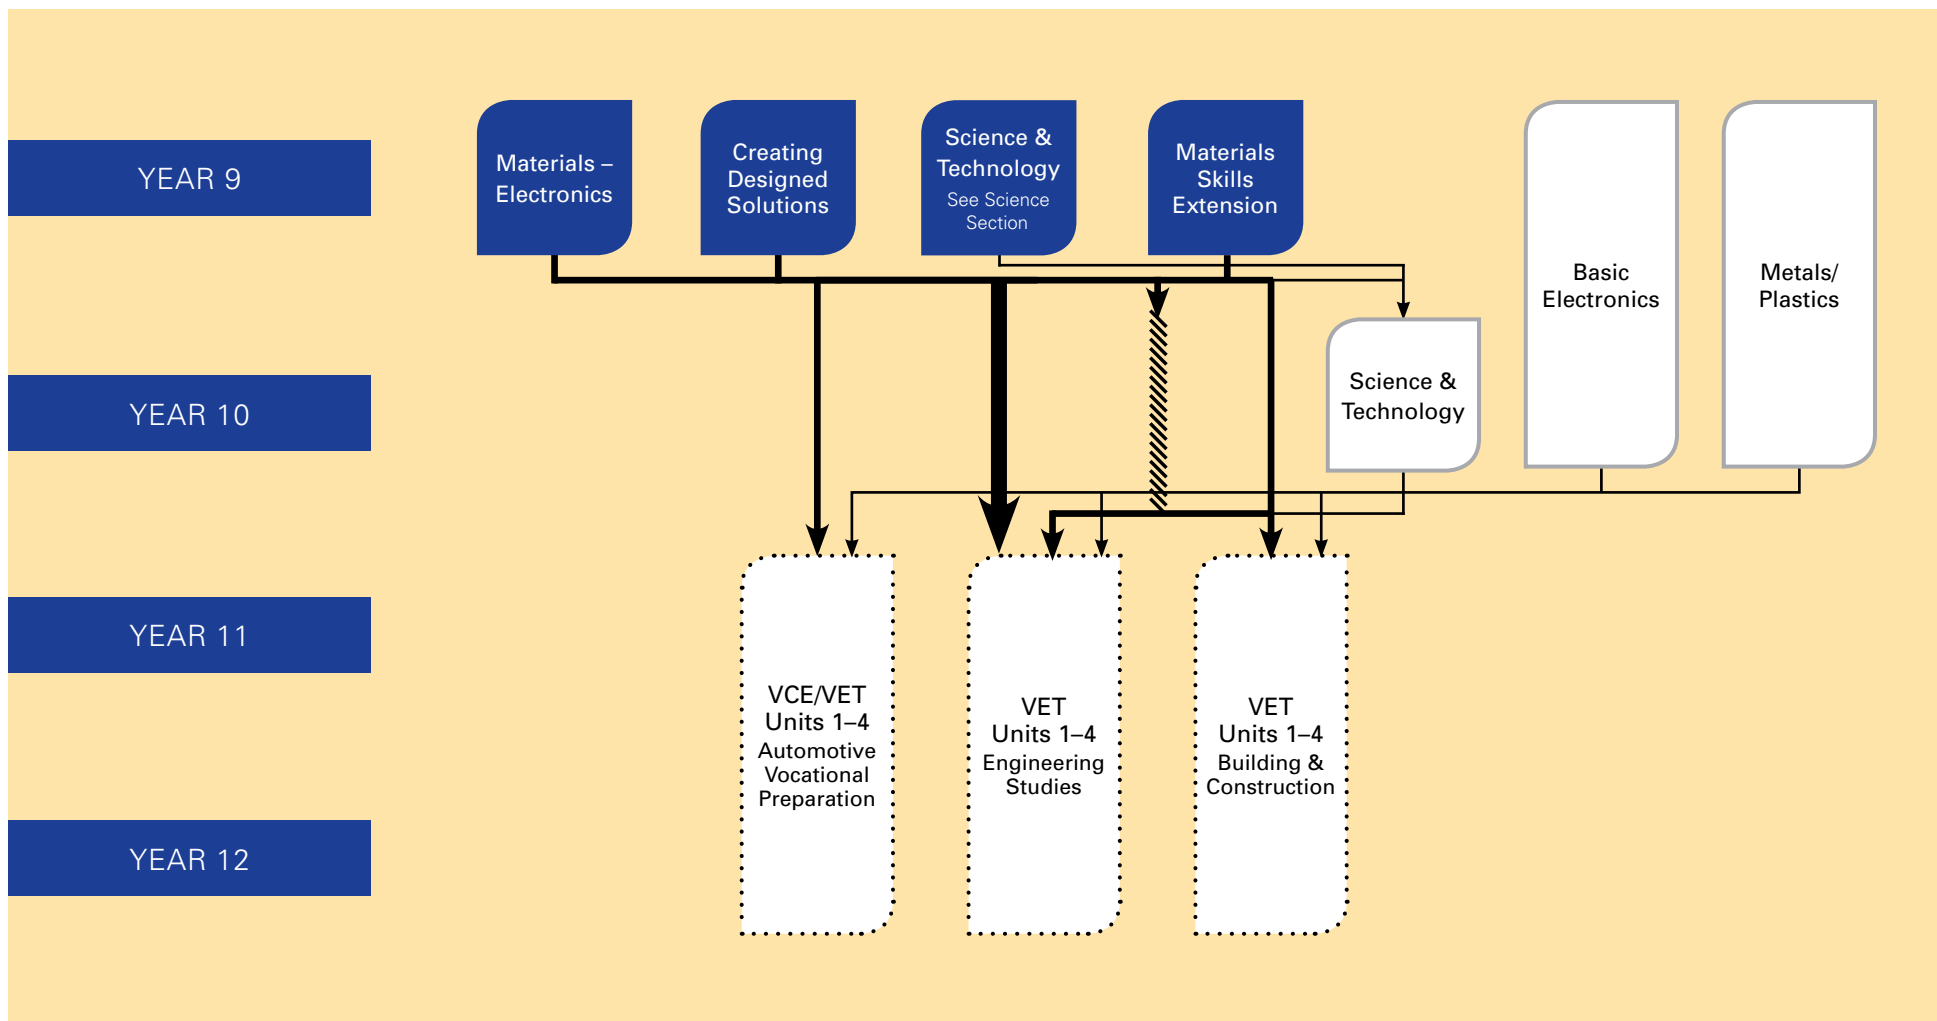 YEAR 9
Materials –
Electronics
Creating
Designed
Solutions
Science &
Technology
See Science
Section
Materials
Skills
Extension
Basic
Electronics
Metals/
Plastics
YEAR 10
Science &
Technology
YEAR 11
VCE/VET
Units 1–4
Automotive
Vocational
Preparation
VET
Units 1–4
Engineering
Studies
VET
Units 1–4
Building &
Construction
YEAR 12